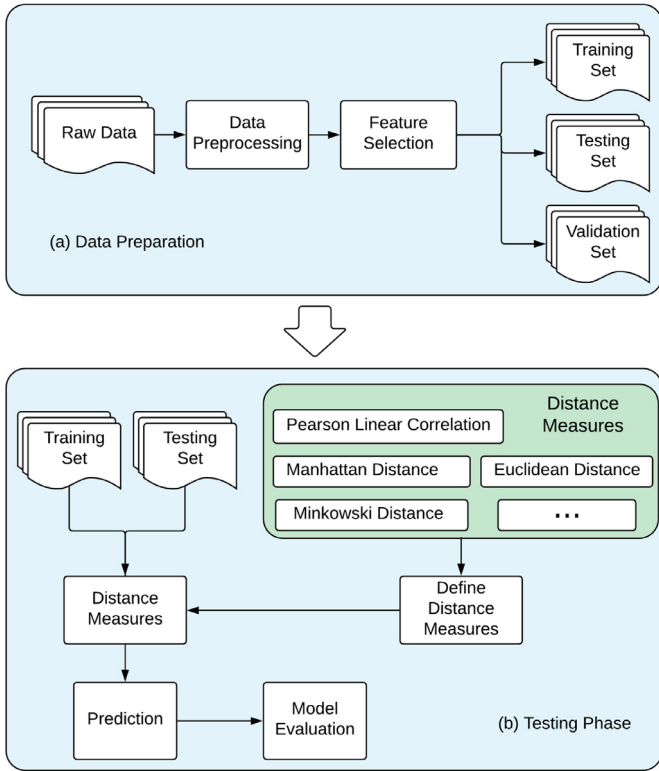 Training
Set
Raw Data
Data
Preprocessing
Feature
Selection
Testing
Set
Validation
Set
(a) Data Preparation
Training
Set
Testing
Set
Distance
Measures
Pearson Linear Correlation
Manhattan Distance
Euclidean Distance
Minkowski Distance
...
Distance
Measures
Define
Distance
Measures
Prediction
Model
Evaluation
(b) Testing Phase